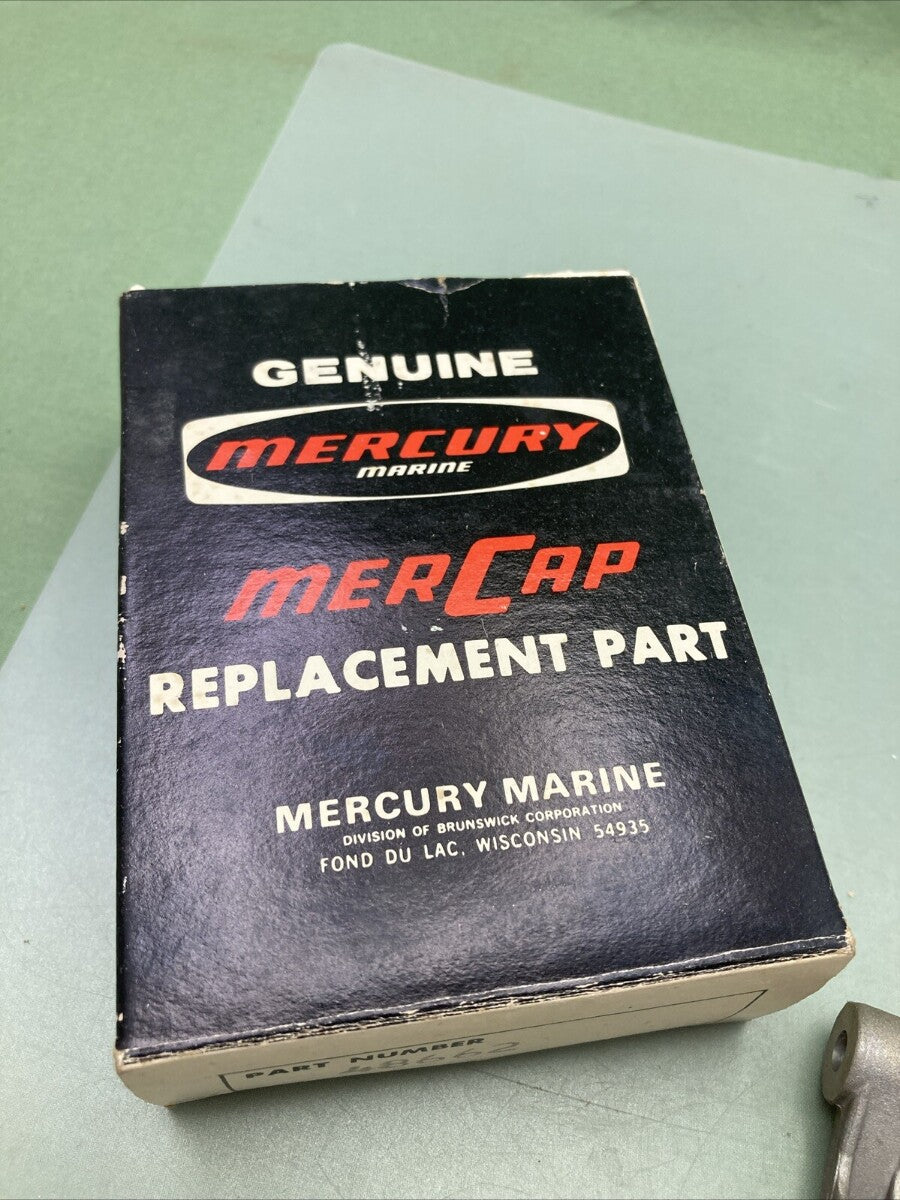 GENUINE
MERCURY
MARINE
MERCAP
REPLACEMENT PART
MERCURY MARINE
DIVISION OF BRUNSWICK CORPORATION
FOND DU LAC, WISCONSIN 54935
PART NUMBER
48662